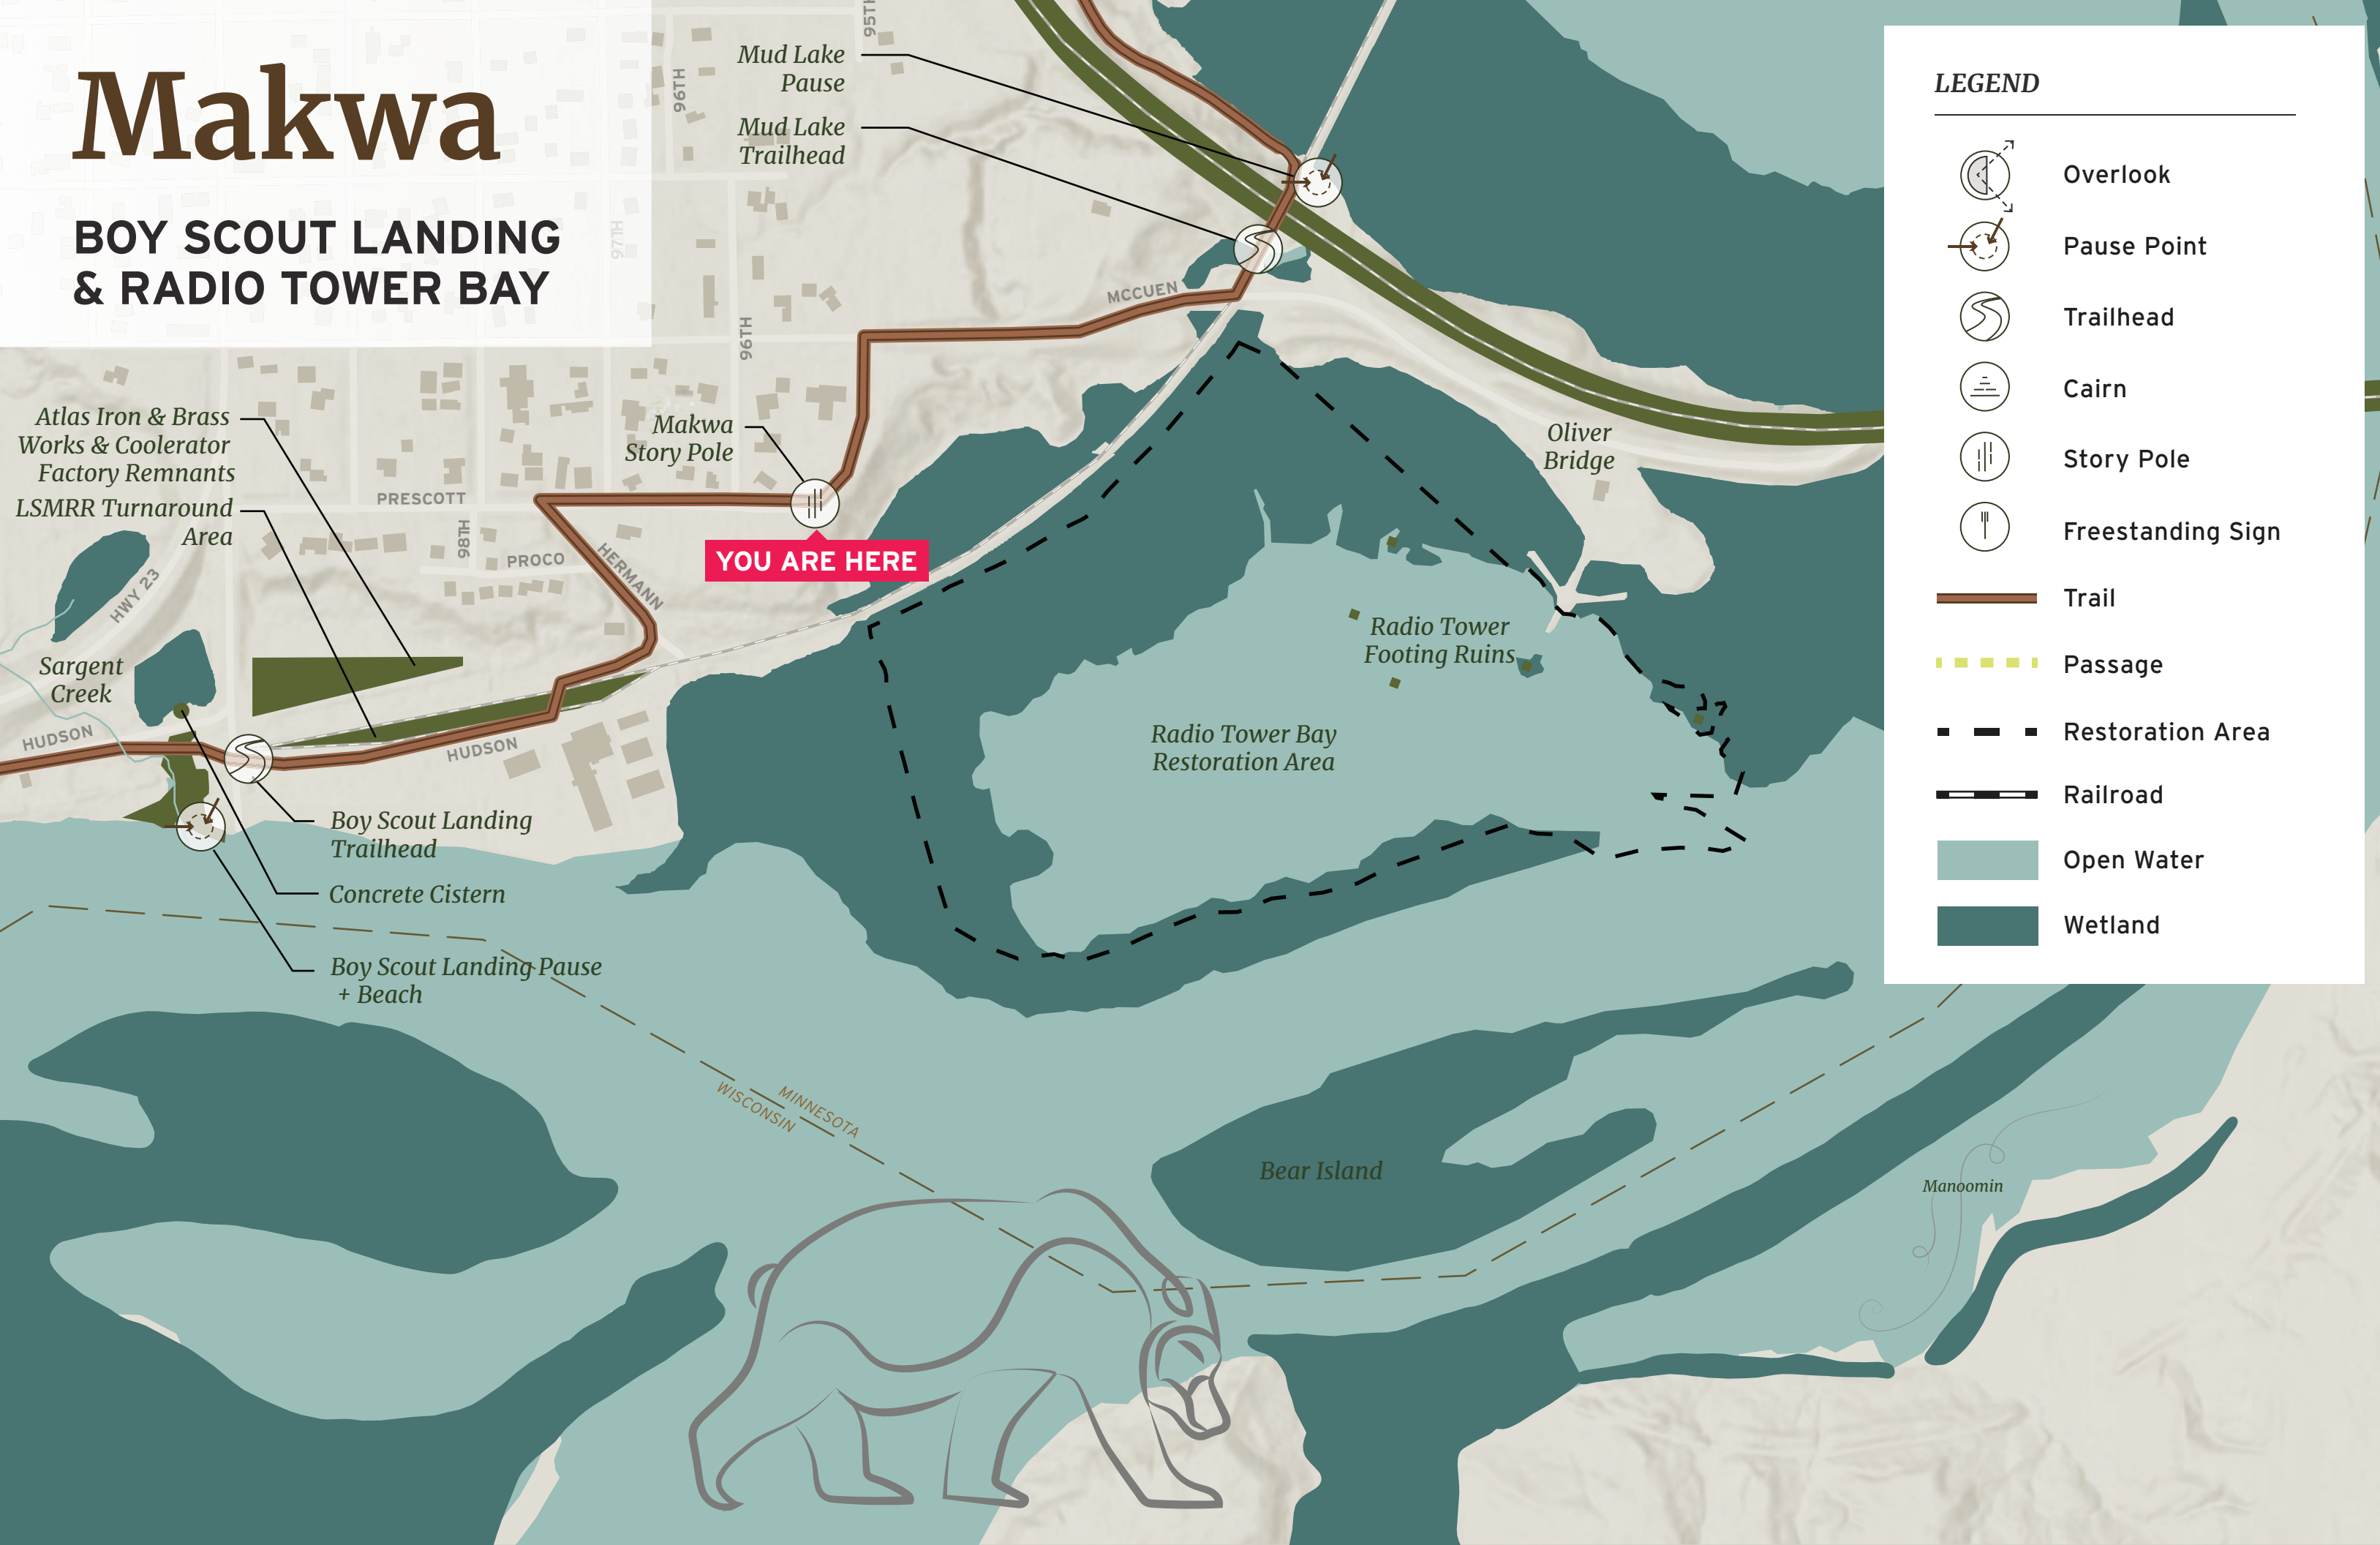 Makwa
BOY SCOUT LANDING
& RADIO TOWER BAY
95TH
96TH
97TH
Mud Lake
Pause
Mud Lake
Trailhead
MCCUEN
96TH
Atlas Iron & Brass
Works & Coolerator
Factory Remnants
LSMRR Turnaround
Area
Makwa
Story Pole
YOU ARE HERE
PRESCOTT
98TH
PROCO
HERMANN
HWY 23
Sargent
Creek
HUDSON
HUDSON
Oliver
Bridge
Radio Tower
Footing Ruins
Radio Tower Bay
Restoration Area
Boy Scout Landing
Trailhead
Concrete Cistern
Boy Scout Landing Pause
+ Beach
MINNESOTA
WISCONSIN
Bear Island
Manoomin
LEGEND
Overlook
Pause Point
Trailhead
Cairn
Story Pole
Freestanding Sign
Trail
Passage
Restoration Area
Railroad
Open Water
Wetland